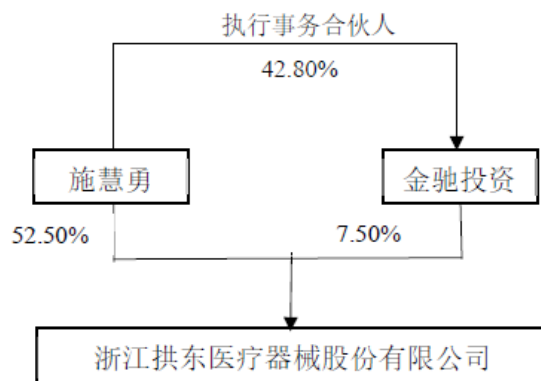 执行事务合伙人
42.80%
施慧勇
金驰投资
52.50%
7.50%
浙江拱东医疗器械股份有限公司